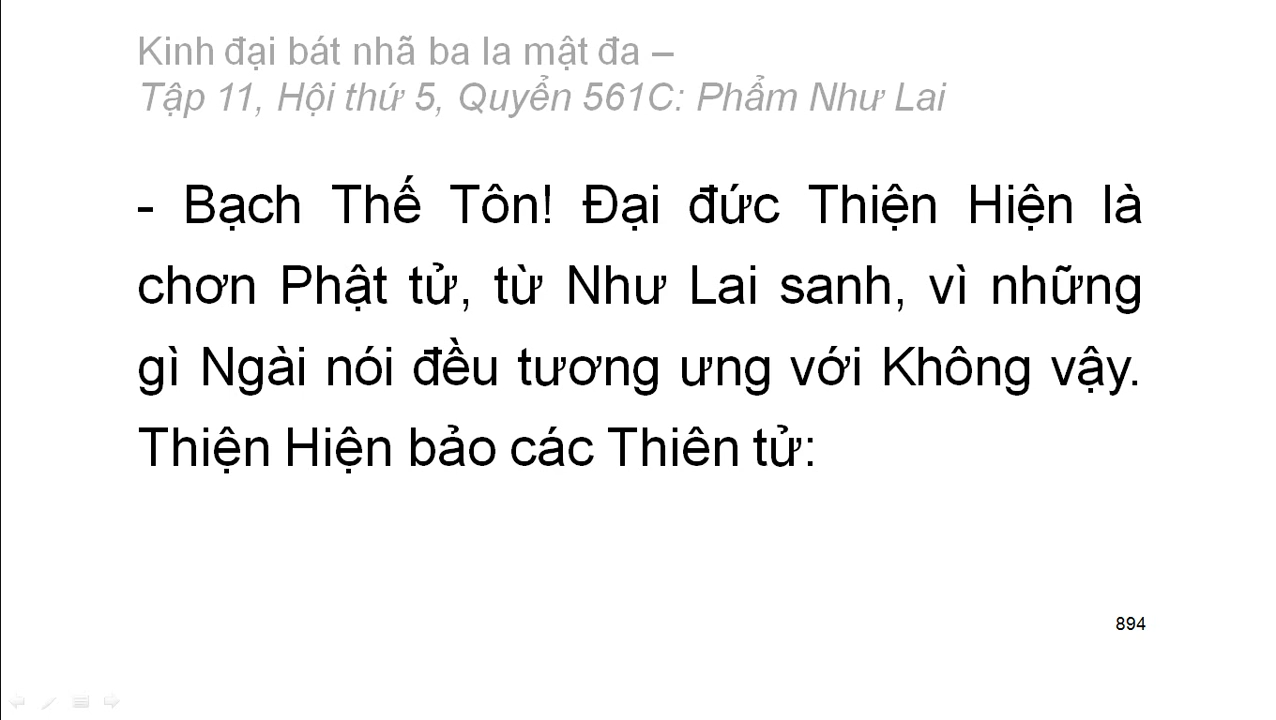 Kinh đại bát nhã ba la mật đa –
Tập 11, Hội thứ 5, Quyển 561C: Phẩm Như Lai
- Bạch Thế Tôn! Đại đức Thiện Hiện là
chơn Phật tử, từ Như Lai sanh, vì những
gì Ngài nói đều tương ưng với Không vậy.
Thiện Hiện bảo các Thiên tử:
894